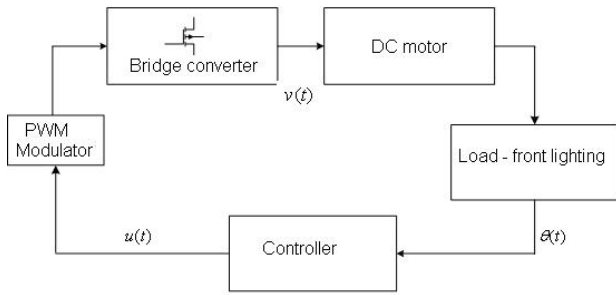 Bridge converter
DC motor
v(t)
PWM
Modulator
Load - front lighting
u(t)
Controller
θ(t)